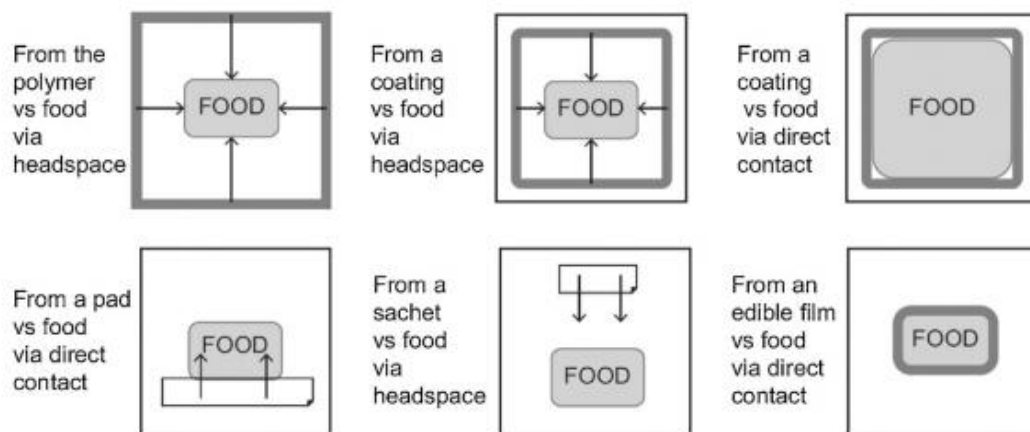 From the
polymer
vs food
via
headspace
FOOD
From a
coating
vs food
via
headspace
FOOD
From a
coating
vs food
via direct
contact
FOOD
From a pad
vs food
via direct
contact
FOOD
From a
sachet
vs food
via
headspace
FOOD
From an
edible film
vs food
via direct
contact
FOOD